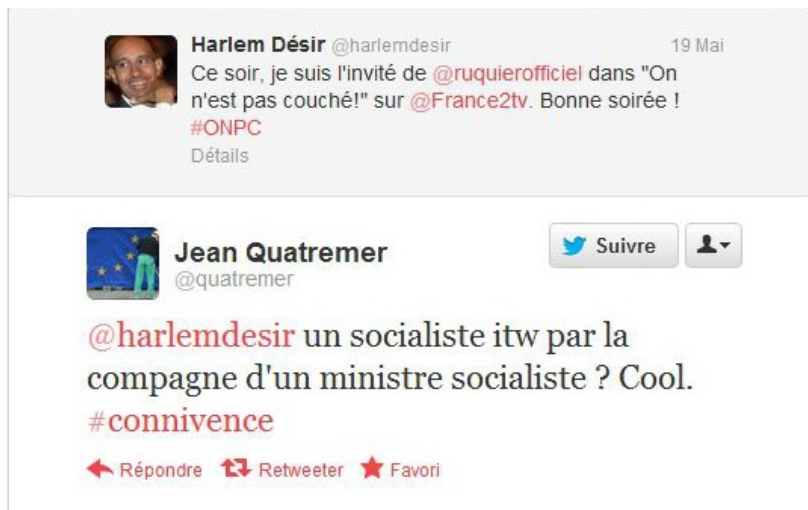 Harlem Désir @harlemdesir 19 Mai
Ce soir, je suis l'invité de @ruquierofficiel dans "On
n'est pas couché!" sur @France2tv. Bonne soirée !
#ONPC
Détails
Jean Quatremer
@quatremer
Suivre
@harlemdesir un socialiste itw par la
compagne d'un ministre socialiste ? Cool.
#connivence
Répondre Retweeter Favori